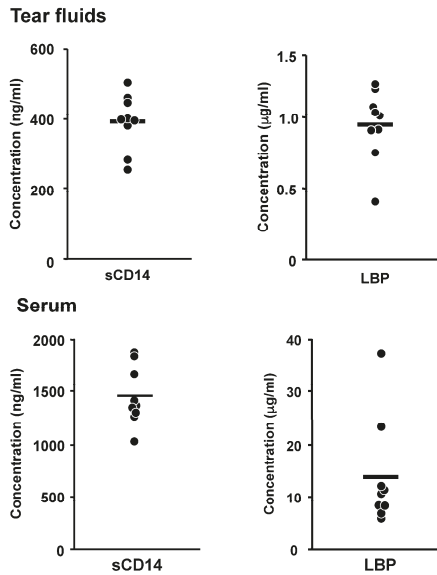 Tear fluids
Concentration (ng/ml)
600
400
200
0
sCD14
Concentration (µg/ml)
1.5
1.0
0.5
0
LBP
Serum
Concentration (ng/ml)
2000
1500
1000
500
0
sCD14
Concentration (µg/ml)
40
30
20
10
0
LBP